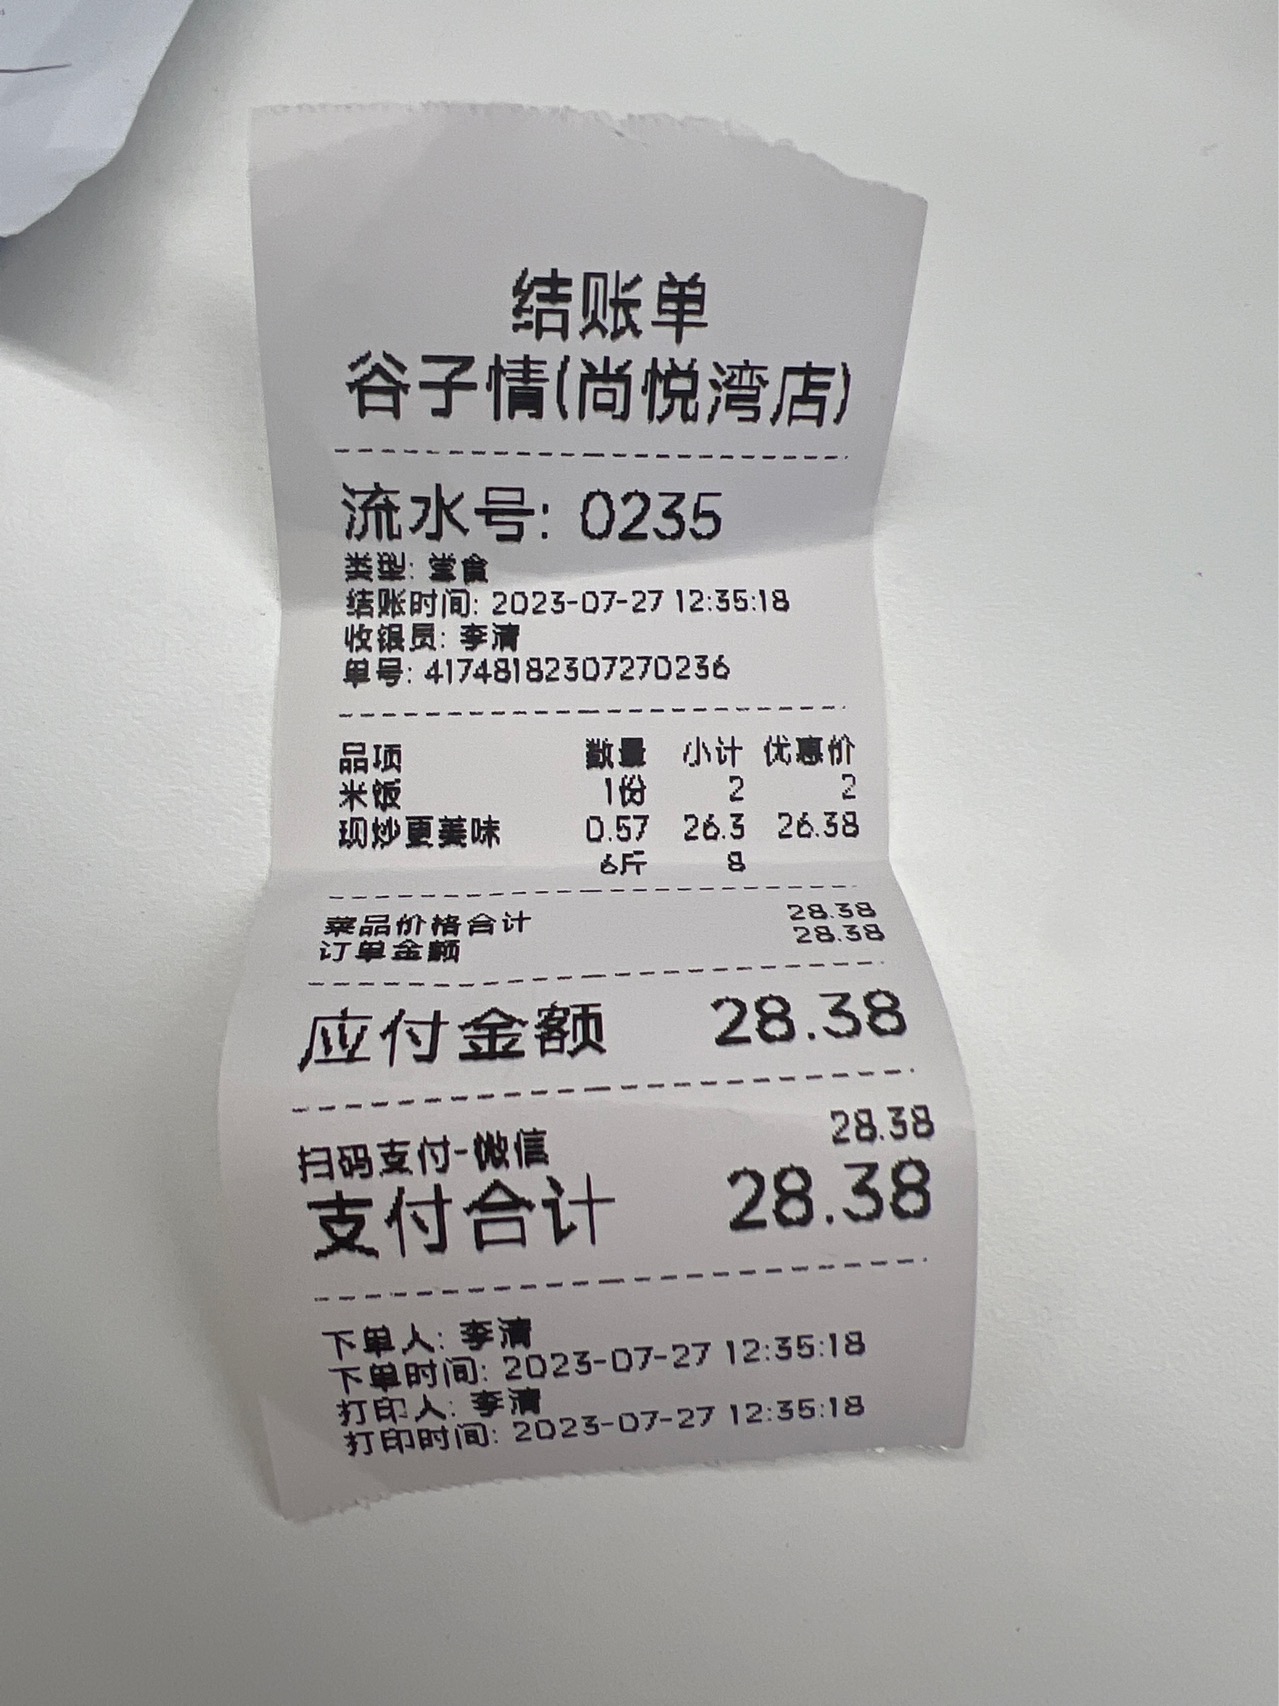 结账单
谷子情(尚悦湾店)
流水号: 0235
类型: 堂食
结账时间: 2023-07-27 12:35:18
收银员: 李清
单号: 41748182307270236
品项 数量 小计 优惠价
米饭 1份 2 2
现炒更美味 0.57 26.3 26.38
6斤 8
菜品价格合计 28.38
订单金额 28.38
应付金额 28.38
扫码支付-微信 28.38
支付合计 28.38
下单人: 李清
下单时间: 2023-07-27 12:35:18
打印人: 李清
打印时间: 2023-07-27 12:35:18